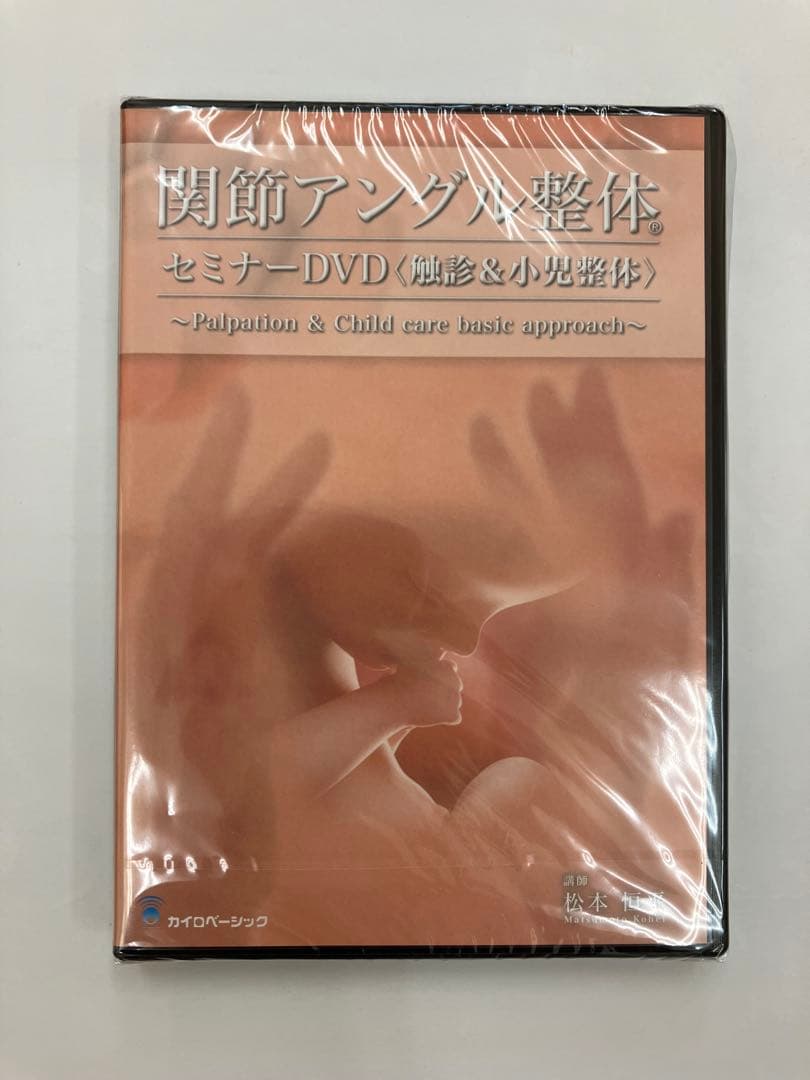 関節アングル整体®
セミナーDVD〈触診&小児整体〉
～Palpation & Child care basic approach～
講師
松本 恒平
Matsumoto Kohei
カイロベーシック